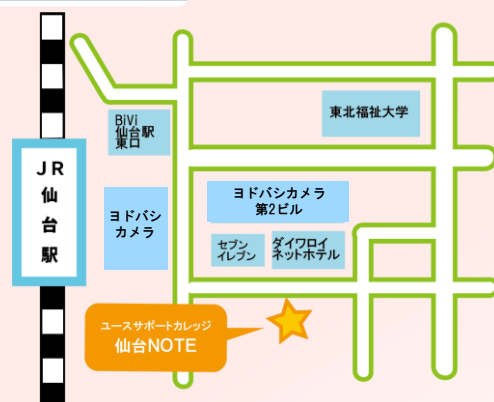 JR
仙
台
駅
BiVi
仙台駅
東口
東北福祉大学
ヨドバシ
カメラ
ヨドバシカメラ
第2ビル
セブン
イレブン
ダイワロイ
ネットホテル
ユースサポートカレッジ
仙台NOTE